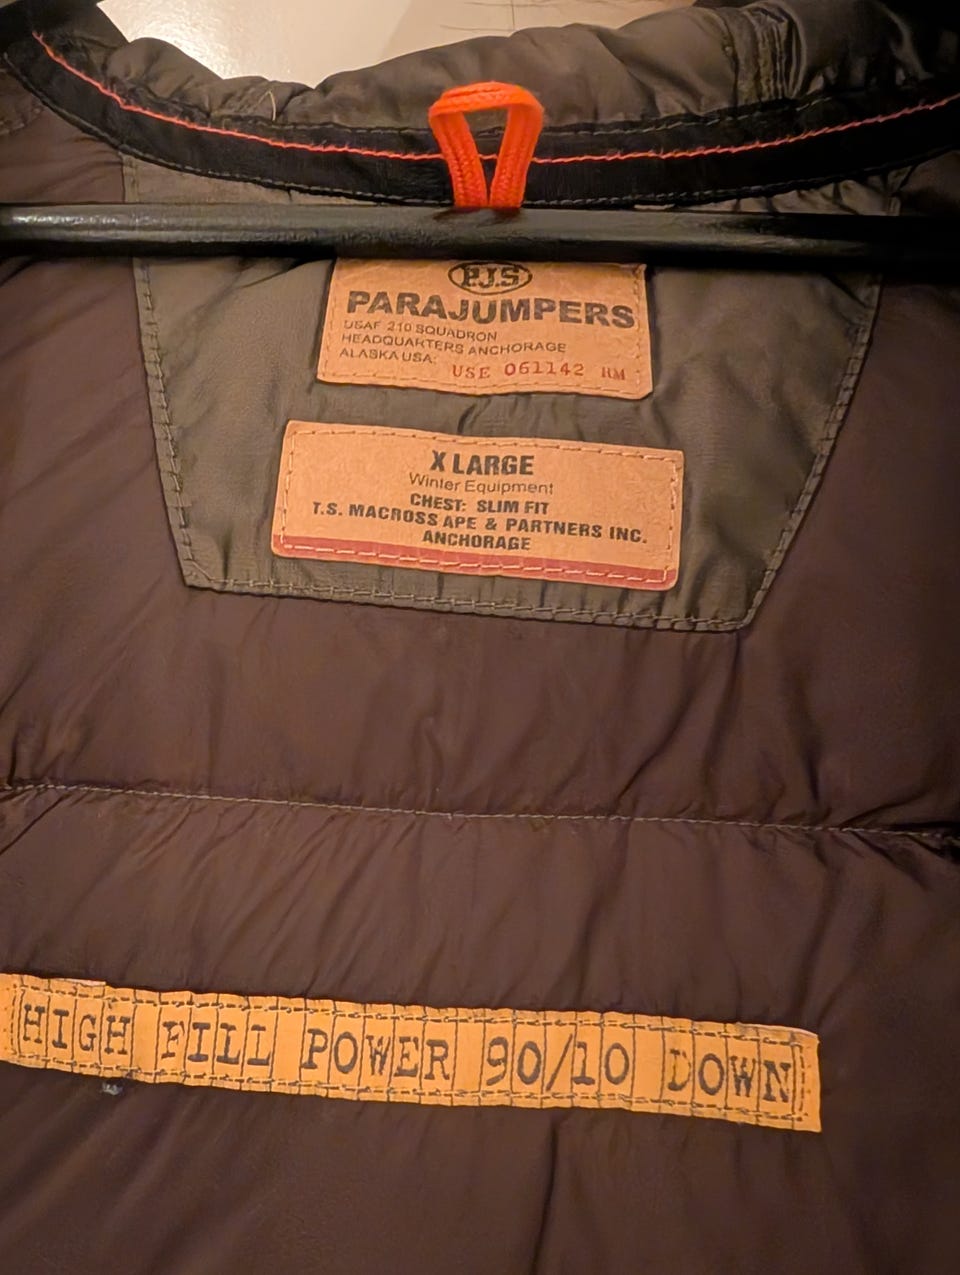 P.J.S
PARAJUMPERS
USAF 210 SQUADRON
HEADQUARTERS ANCHORAGE
ALASKA USA.
USE 061142 RM
X LARGE
Winter Equipment
CHEST: SLIM FIT
T.S. MACROSS APE & PARTNERS INC.
ANCHORAGE
HIGH FILL POWER 90/10 DOWN